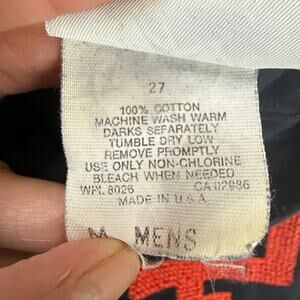 27
100% COTTON
MACHINE WASH WARM
DARKS SEPARATELY
TUMBLE DRY LOW
REMOVE PROMPTLY
USE ONLY NON-CHLORINE
BLEACH WHEN NEEDED
WPL 8026 CA 02986
MADE IN U.S.A.
M MENS